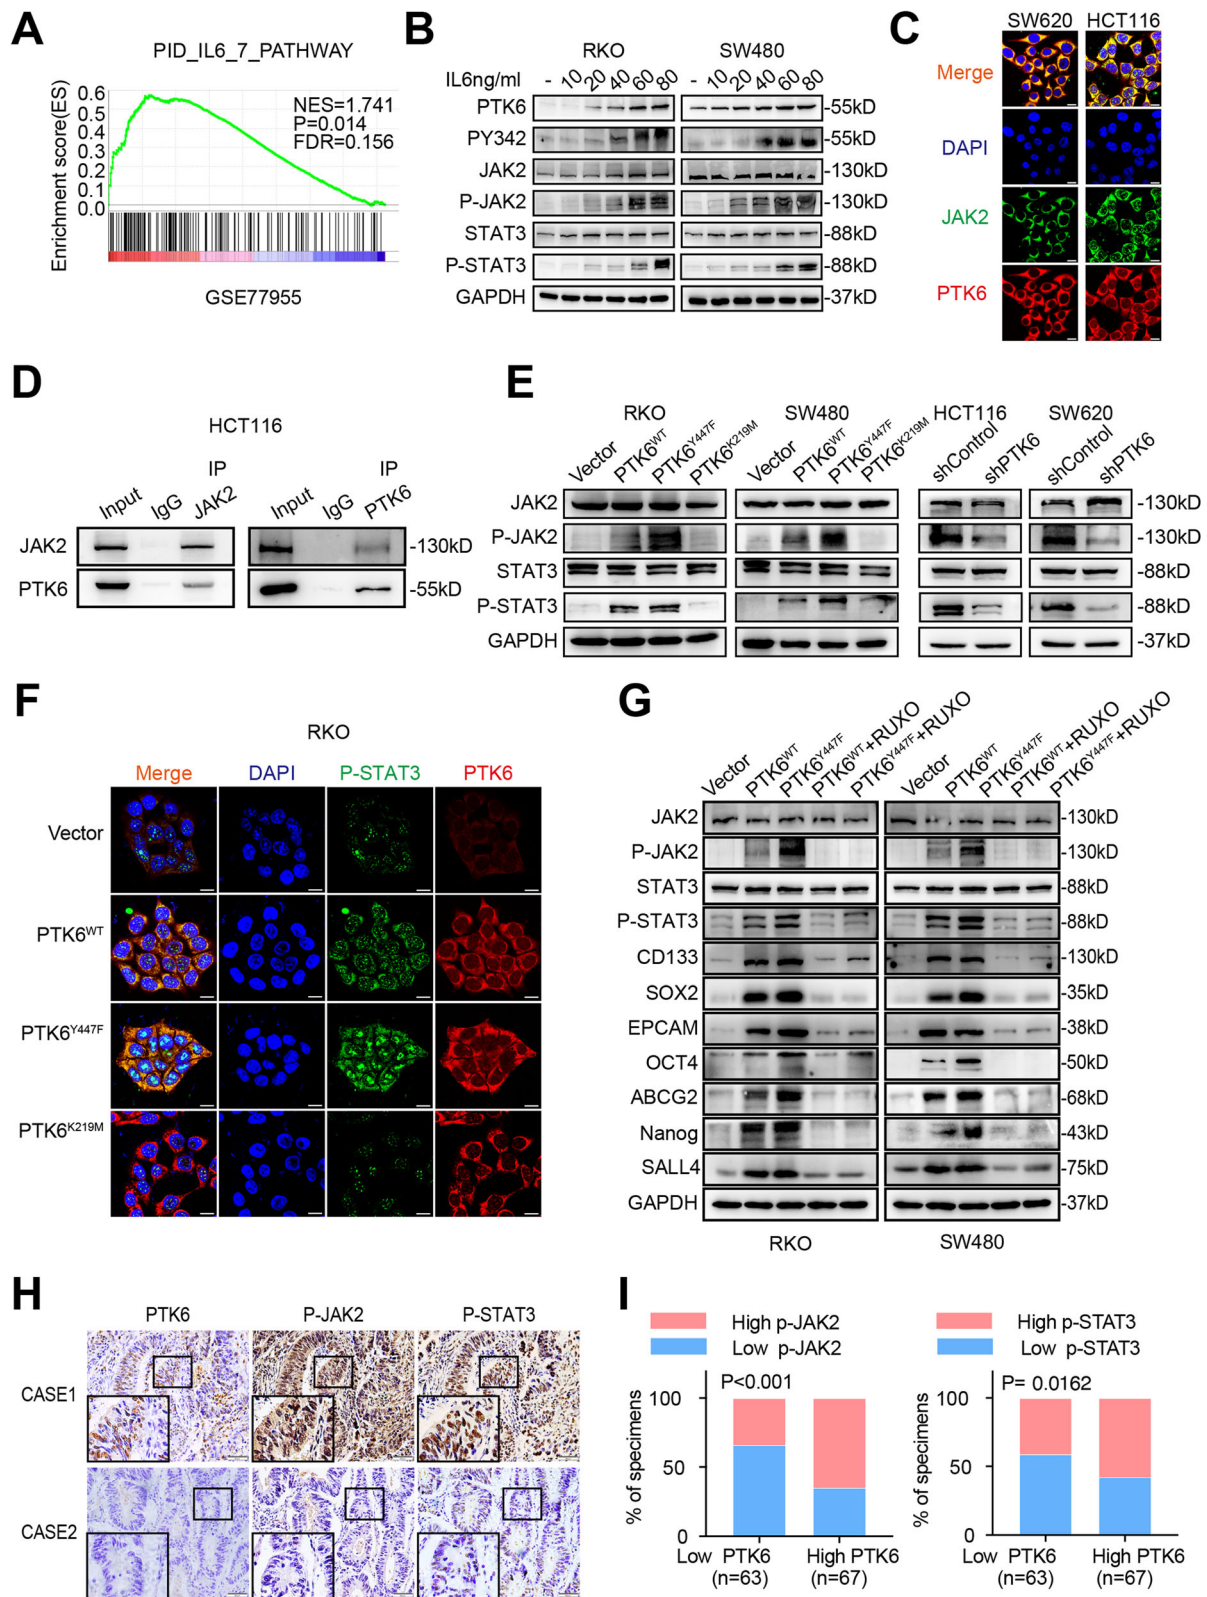 A
PID_IL6_7_PATHWAY
Enrichment score(ES)
0.6
0.5
0.4
0.3
0.2
0.1
0.0
NES=1.741
P=0.014
FDR=0.156
GSE77955
B
RKO SW480
IL6ng/ml - 10 20 40 60 80 - 10 20 40 60 80
PTK6 -55kD
PY342 -55kD
JAK2 -130kD
P-JAK2 -130kD
STAT3 -88kD
P-STAT3 -88kD
GAPDH -37kD
C
SW620 HCT116
Merge
DAPI
JAK2
PTK6
D
HCT116
IP IP
Input IgG JAK2 Input IgG PTK6
JAK2 -130kD
PTK6 -55kD
E
RKO SW480 HCT116 SW620
Vector PTK6WT PTK6Y447F PTK6K219M Vector PTK6WT PTK6Y447F PTK6K219M shControl shPTK6 shControl shPTK6
JAK2 -130kD
P-JAK2 -130kD
STAT3 -88kD
P-STAT3 -88kD
GAPDH -37kD
F
RKO
Merge DAPI P-STAT3 PTK6
Vector
PTK6WT
PTK6Y447F
PTK6K219M
G
Vector PTK6WT PTK6Y447F PTK6WT+RUXO PTK6Y447F+RUXO Vector PTK6WT PTK6Y447F PTK6WT+RUXO PTK6Y447F+RUXO
JAK2 -130kD
P-JAK2 -130kD
STAT3 -88kD
P-STAT3 -88kD
CD133 -130kD
SOX2 -35kD
EPCAM -38kD
OCT4 -50kD
ABCG2 -68kD
Nanog -43kD
SALL4 -75kD
GAPDH -37kD
RKO SW480
H
PTK6 P-JAK2 P-STAT3
CASE1
CASE2
I
High p-JAK2
Low p-JAK2
P<0.001
% of specimens
100
50
0
Low PTK6 High PTK6
(n=63) (n=67)
High p-STAT3
Low p-STAT3
P= 0.0162
% of specimens
100
50
0
Low PTK6 High PTK6
(n=63) (n=67)